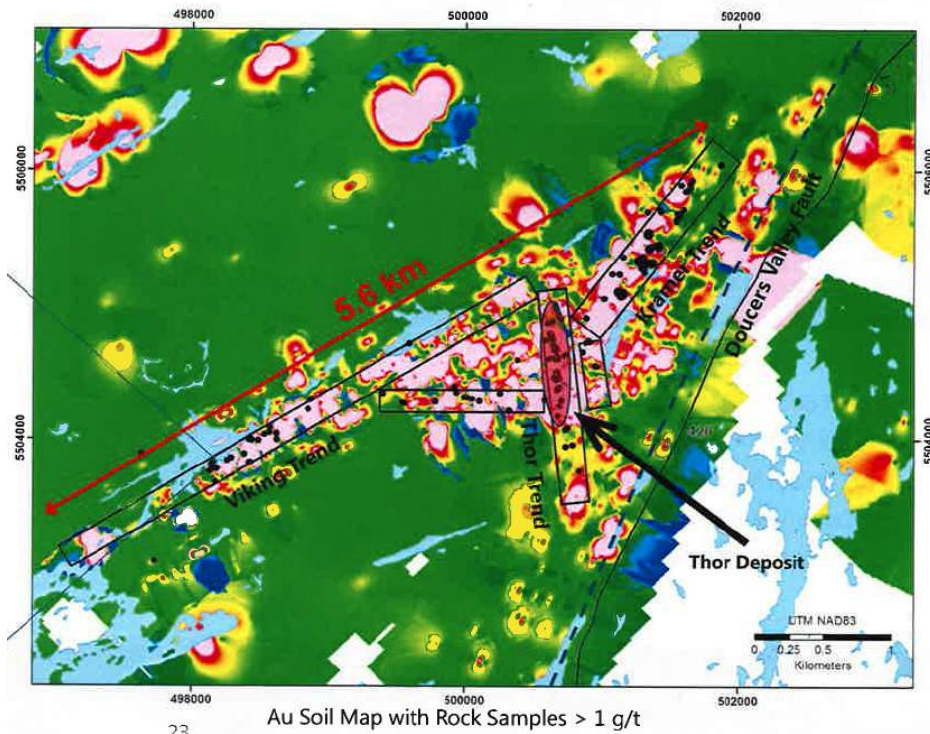 498000
500000
502000
5506000
5506000
5.6 km
Kramer Trend
Doucers Valley Fault
5504000
5504000
Viking Trend
Thor Trend
Thor Deposit
UTM NAD83
0 0.25 0.5 1
Kilometers
498000
500000
502000
Au Soil Map with Rock Samples > 1 g/t
23